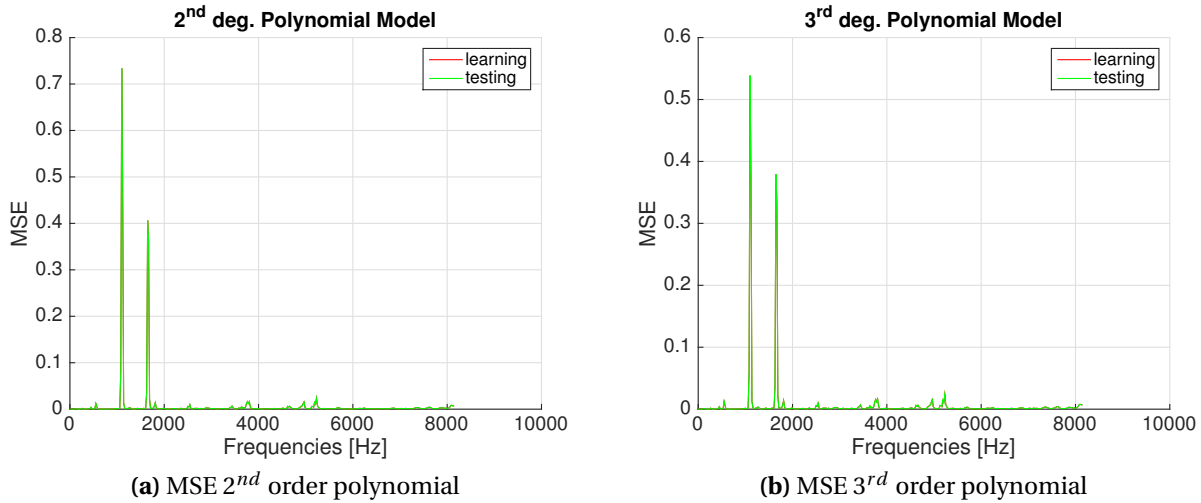 2nd deg. Polynomial Model
0.8
0.7
0.6
0.5
0.4
0.3
0.2
0.1
0
MSE
learning
testing
0 2000 4000 6000 8000 10000
Frequencies [Hz]
(a) MSE 2nd order polynomial
3rd deg. Polynomial Model
0.6
0.5
0.4
0.3
0.2
0.1
0
MSE
learning
testing
0 2000 4000 6000 8000 10000
Frequencies [Hz]
(b) MSE 3rd order polynomial